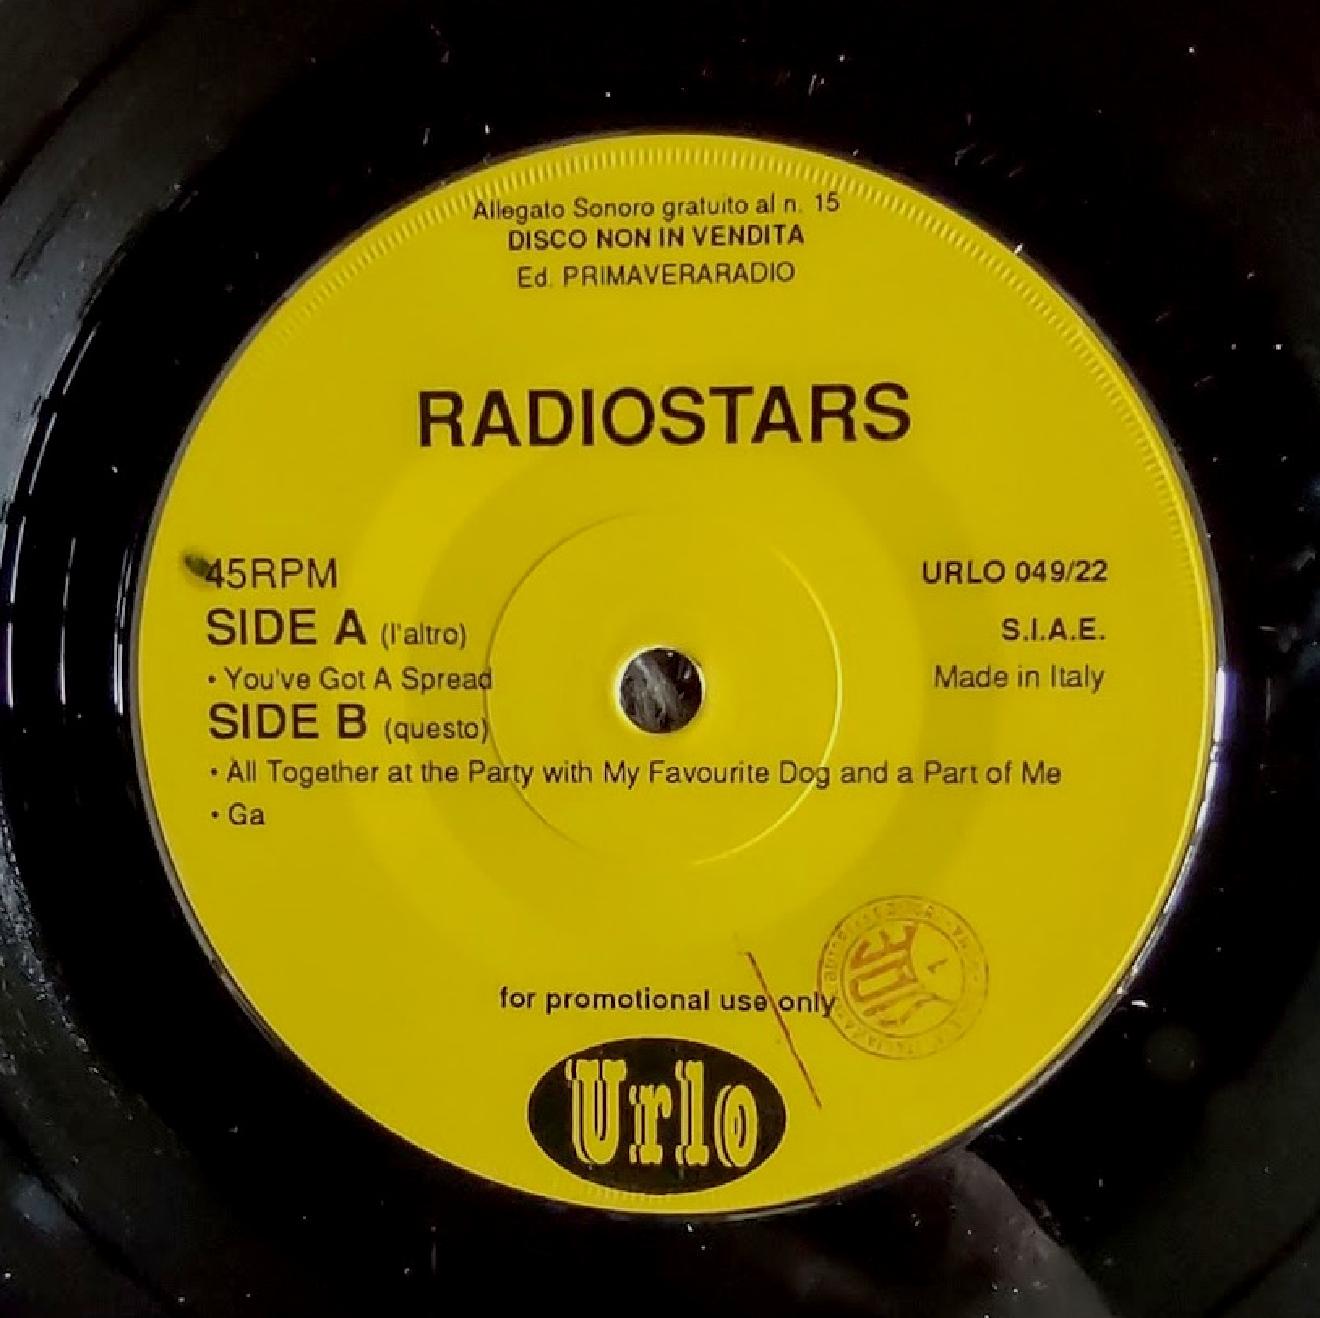 Allegato Sonoro gratuito al n. 15
DISCO NON IN VENDITA
Ed. PRIMAVERARADIO
RADIOSTARS
45RPM
URLO 049/22
SIDE A (l'altro)
S.I.A.E.
• You've Got A Spread
Made in Italy
SIDE B (questo)
• All Together at the Party with My Favourite Dog and a Part of Me
• Ga
for promotional use only
Urlo